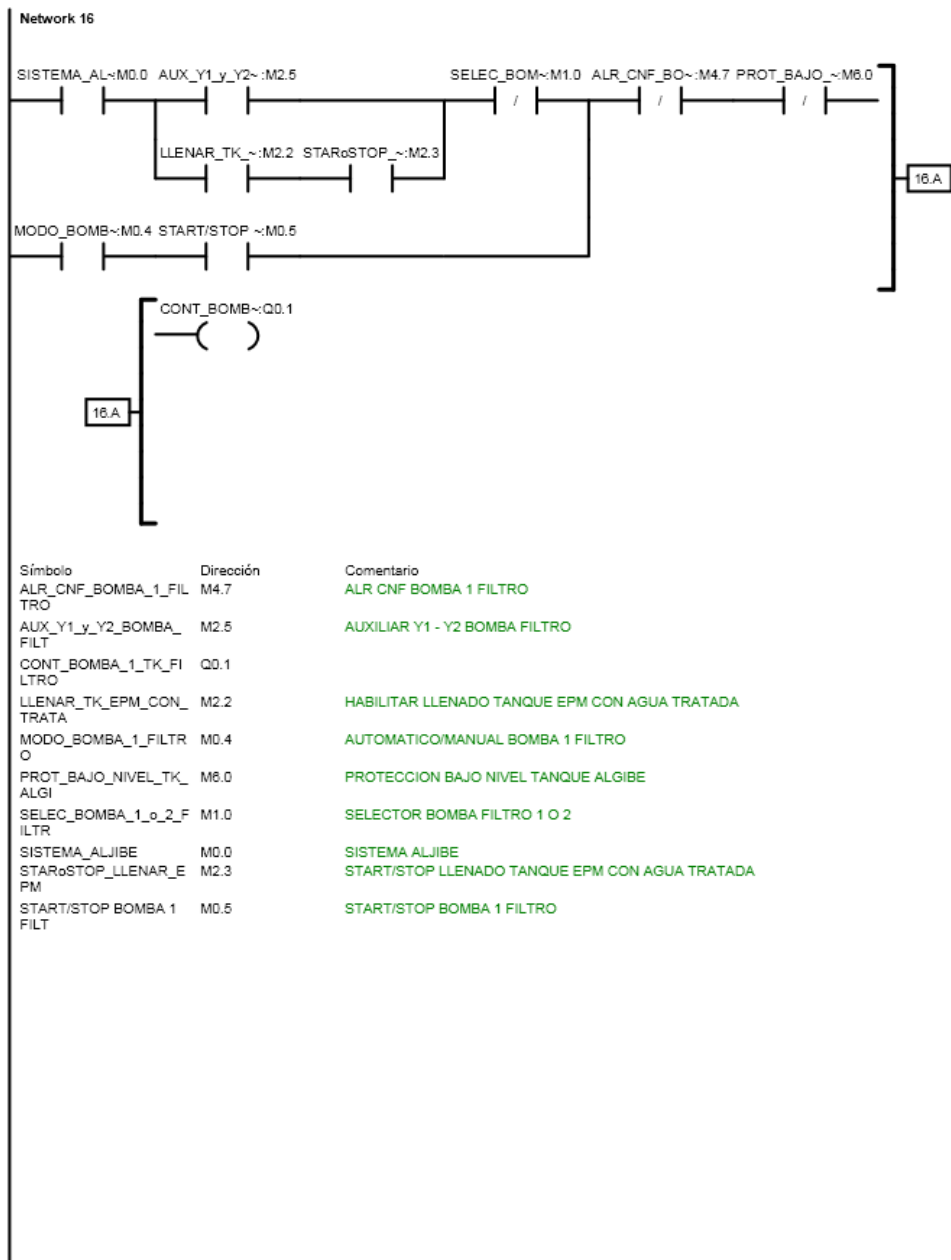 Network 16
SISTEMA_AL~:M0.0 AUX_Y1_y_Y2~:M2.5 SELEC_BOM~:M1.0 ALR_CNF_BO~:M4.7 PROT_BAJO_~:M6.0
/ / /
LLENAR_TK_~:M2.2 STARoSTOP_~:M2.3
16.A
MODO_BOMB~:M0.4 START/STOP ~:M0.5
CONT_BOMB~:Q0.1
16.A
Símbolo Dirección Comentario
ALR_CNF_BOMBA_1_FIL M4.7 ALR CNF BOMBA 1 FILTRO
TRO
AUX_Y1_y_Y2_BOMBA_ M2.5 AUXILIAR Y1 - Y2 BOMBA FILTRO
FILT
CONT_BOMBA_1_TK_FI Q0.1
LTRO
LLENAR_TK_EPM_CON_ M2.2 HABILITAR LLENADO TANQUE EPM CON AGUA TRATADA
TRATA
MODO_BOMBA_1_FILTR M0.4 AUTOMATICO/MANUAL BOMBA 1 FILTRO
O
PROT_BAJO_NIVEL_TK_ M6.0 PROTECCION BAJO NIVEL TANQUE ALGIBE
ALGI
SELEC_BOMBA_1_o_2_F M1.0 SELECTOR BOMBA FILTRO 1 O 2
ILTR
SISTEMA_ALJIBE M0.0 SISTEMA ALJIBE
STARoSTOP_LLENAR_E M2.3 START/STOP LLENADO TANQUE EPM CON AGUA TRATADA
PM
START/STOP BOMBA 1 M0.5 START/STOP BOMBA 1 FILTRO
FILT